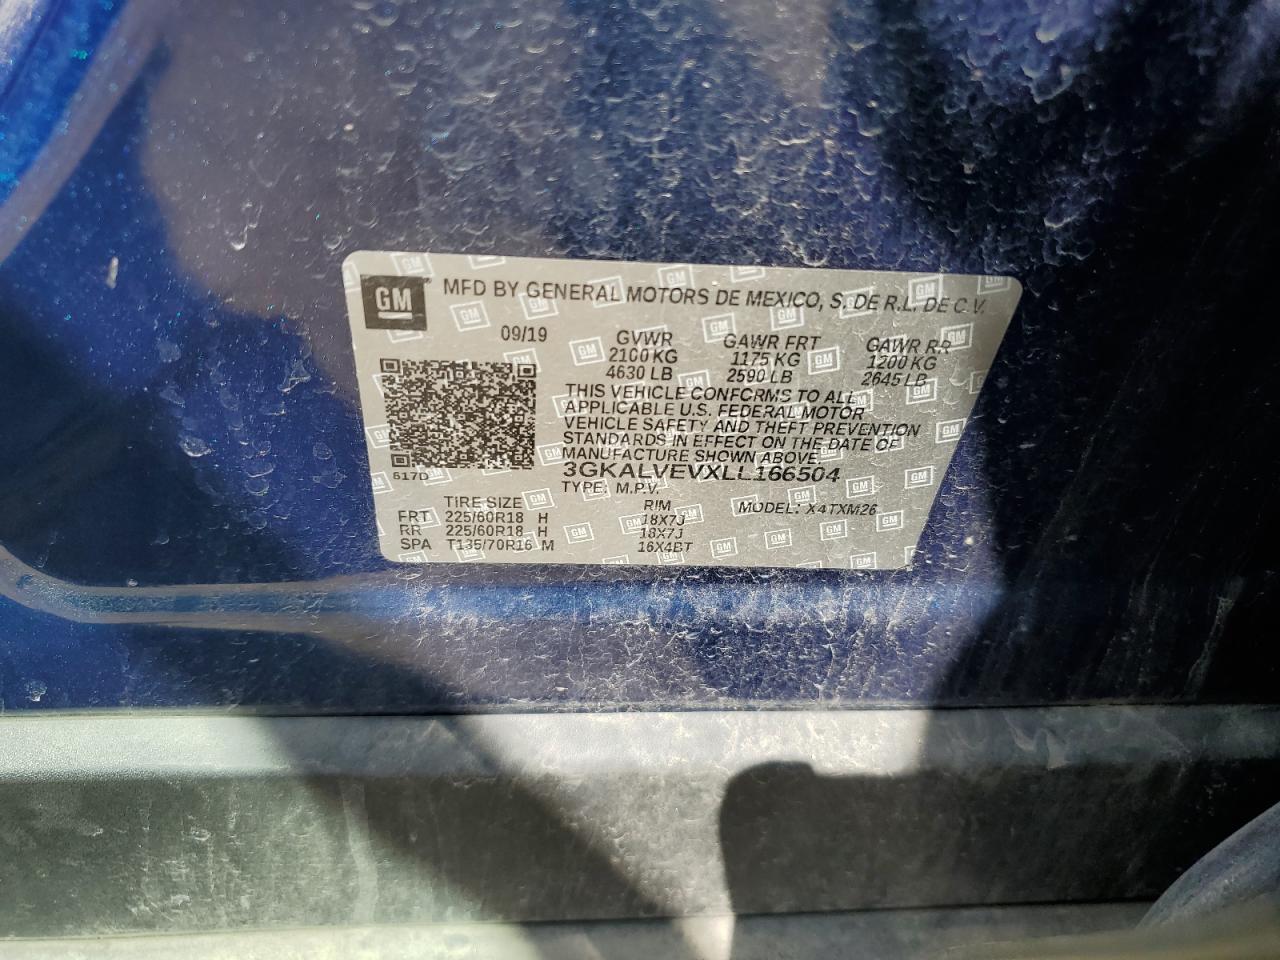 GM MFD BY GENERAL MOTORS DE MEXICO, S. DE R.L. DE C.V.
09/19 GVWR GAWR FRT GAWR RR
2100 KG 1175 KG 1200 KG
4630 LB 2590 LB 2645 LB
THIS VEHICLE CONFORMS TO ALL
APPLICABLE U.S. FEDERAL MOTOR
VEHICLE SAFETY AND THEFT PREVENTION
STANDARDS IN EFFECT ON THE DATE OF
MANUFACTURE SHOWN ABOVE
617D 3GKALVEVXLL166504
TYPE: M.P.V.
TIRE SIZE RIM MODEL: X4TXM26
FRT 225/60R18 H 18X7J
RR 225/60R18 H 18X7J
SPA T135/70R16 M 16X4BT